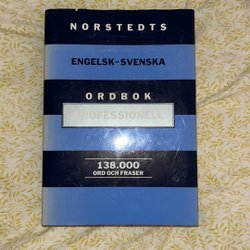 NORSTEDTS
ENGELSK–SVENSKA
ORDBOK
PROFESSIONELL
138.000
ORD OCH FRASER